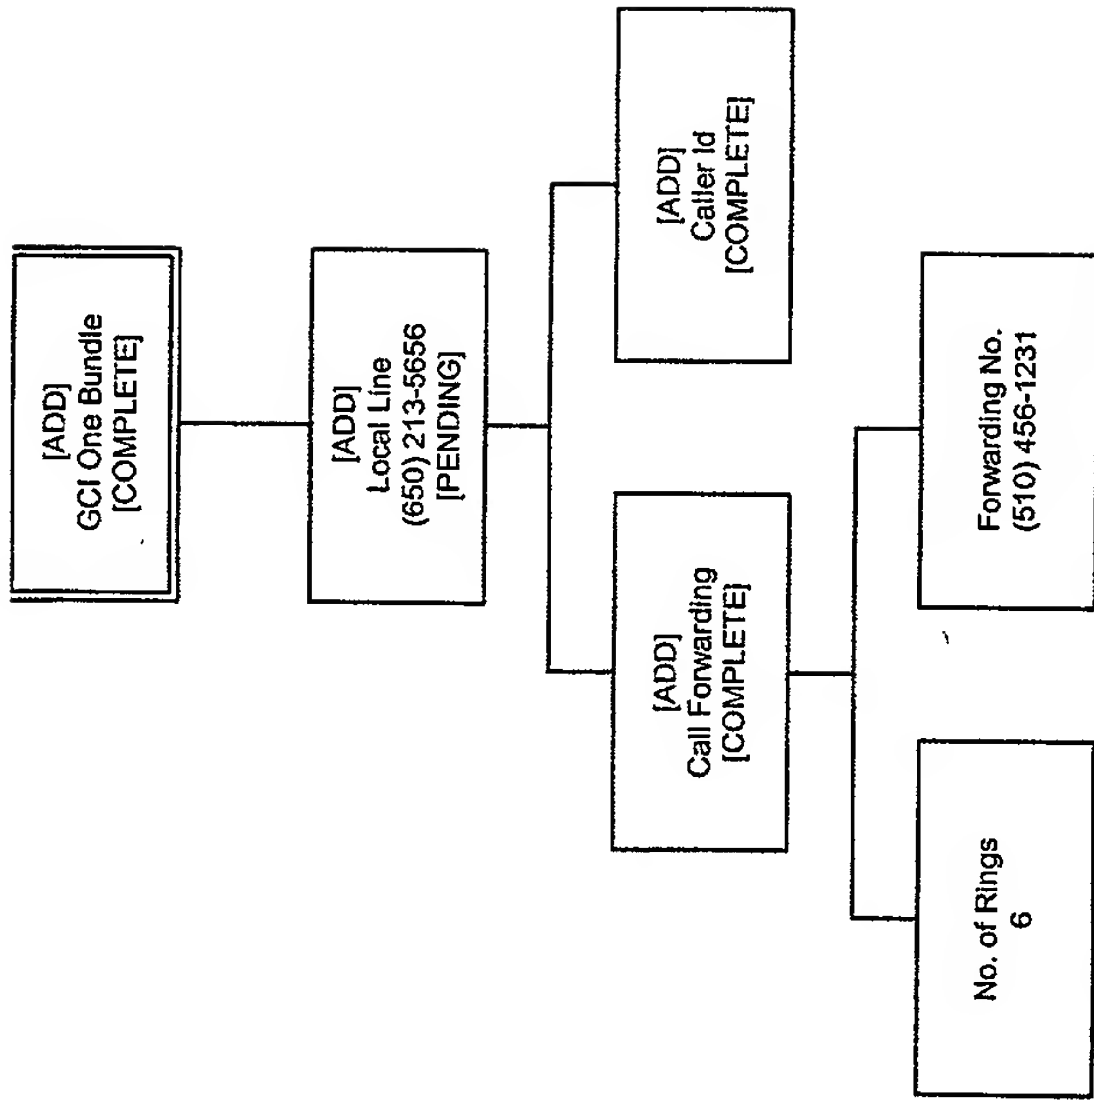 [ADD]
GCI One Bundle
[COMPLETE]
[ADD]
Local Line
(650) 213-5656
[PENDING]
[ADD]
Call Forwarding
[COMPLETE]
[ADD]
Caller Id
[COMPLETE]
No. of Rings
6
Forwarding No.
(510) 456-1231